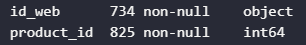 id_web 734 non-null object
product_id 825 non-null int64